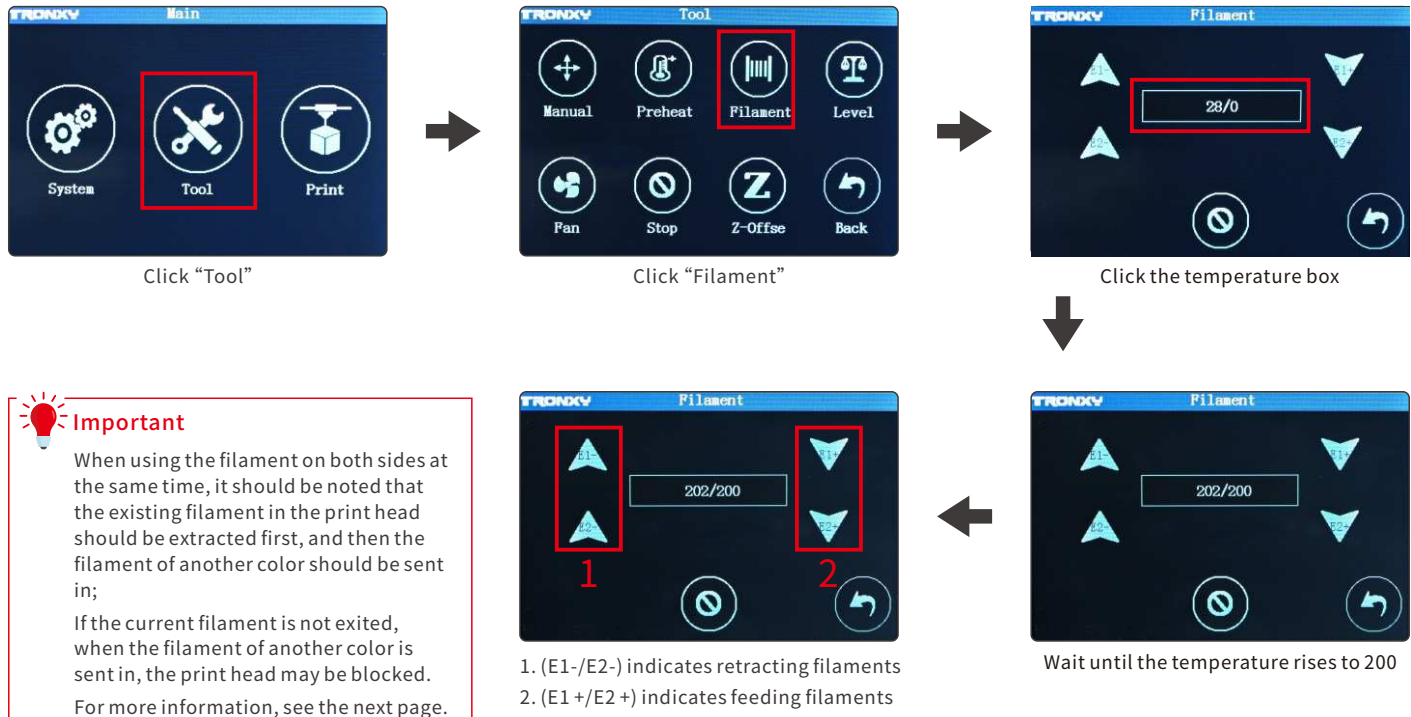 TRONXY
Main
System
Tool
Print
Click “Tool”
TRONXY
Tool
Manual
Preheat
Filament
Level
Fan
Stop
Z
Z-Offse
Back
Click “Filament”
TRONXY
Filament
E1-
E1+
28/0
E2-
E2+
Click the temperature box
TRONXY
Filament
E1-
E1+
202/200
E2-
E2+
Wait until the temperature rises to 200
TRONXY
Filament
E1-
E1+
202/200
E2-
E2+
1
2
1. (E1-/E2-) indicates retracting filaments
2. (E1 +/E2 +) indicates feeding filaments
Important
When using the filament on both sides at
the same time, it should be noted that
the existing filament in the print head
should be extracted first, and then the
filament of another color should be sent
in;
If the current filament is not exited,
when the filament of another color is
sent in, the print head may be blocked.
For more information, see the next page.